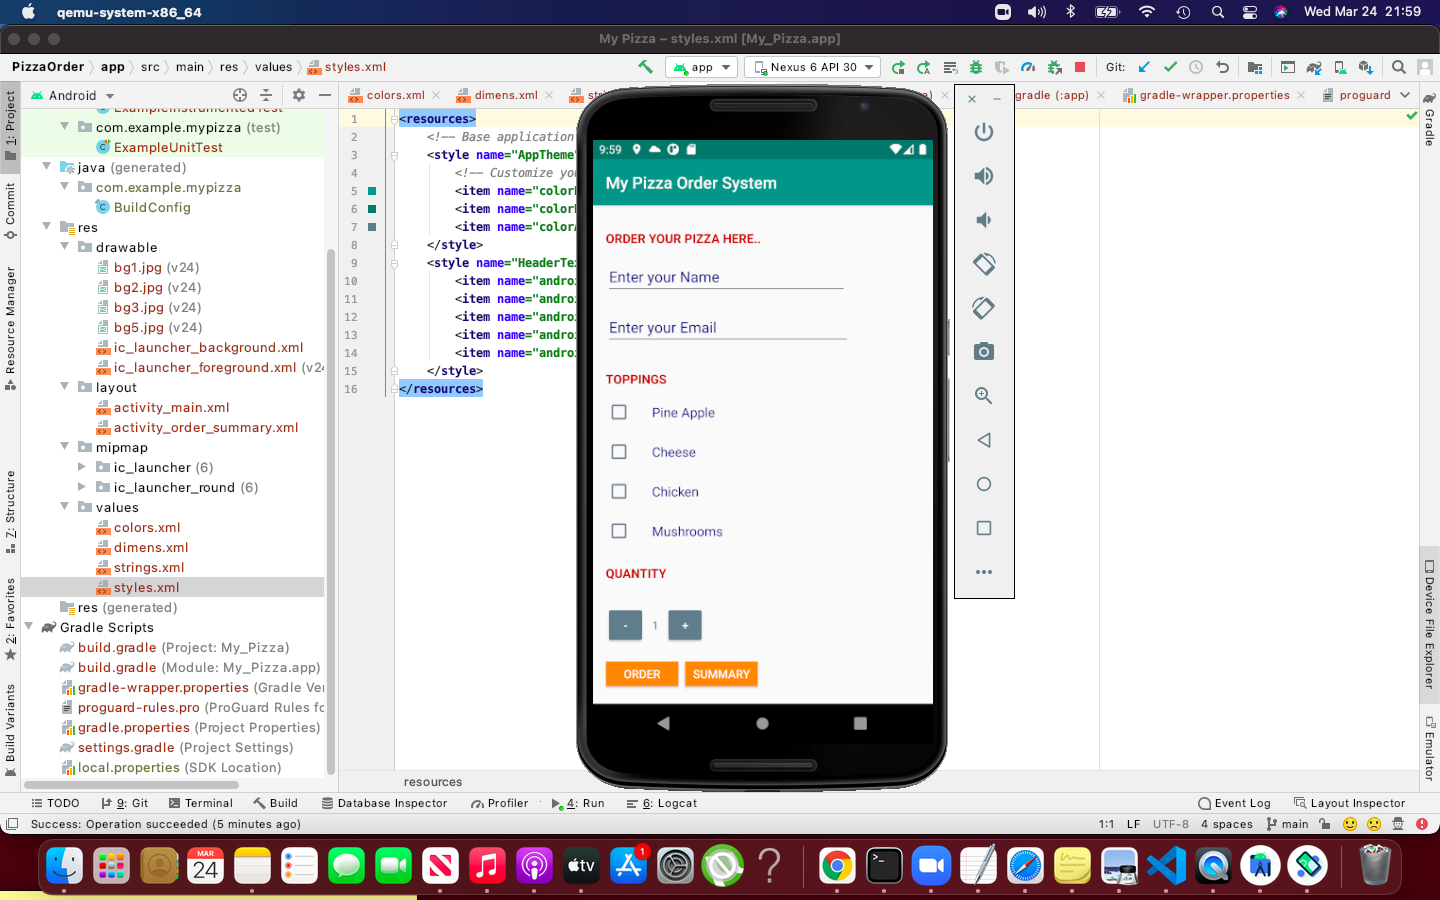 qemu-system-x86_64
Wed Mar 24 21:59
My Pizza – styles.xml [My_Pizza.app]
PizzaOrder app src main res values styles.xml
app
Nexus 6 API 30
Git:
1: Project
Commit
Resource Manager
Z: Structure
2: Favorites
Build Variants
Android
ExampleInstrumentedTest
com.example.mypizza (test)
ExampleUnitTest
java (generated)
com.example.mypizza
BuildConfig
res
drawable
bg1.jpg (v24)
bg2.jpg (v24)
bg3.jpg (v24)
bg5.jpg (v24)
ic_launcher_background.xml
ic_launcher_foreground.xml (v24
layout
activity_main.xml
activity_order_summary.xml
mipmap
ic_launcher (6)
ic_launcher_round (6)
values
colors.xml
dimens.xml
strings.xml
styles.xml
res (generated)
Gradle Scripts
build.gradle (Project: My_Pizza)
build.gradle (Module: My_Pizza.app)
gradle-wrapper.properties (Gradle Ver
proguard-rules.pro (ProGuard Rules fo
gradle.properties (Project Properties)
settings.gradle (Project Settings)
local.properties (SDK Location)
colors.xml
dimens.xml
gradle (:app)
gradle-wrapper.properties
proguard
1 <resources>
2 <!-- Base application
3 <style name="AppTheme"
4 <!-- Customize you
5 <item name="color
6 <item name="color
7 <item name="color
8 </style>
9 <style name="HeaderTe
10 <item name="andro
11 <item name="andro
12 <item name="andro
13 <item name="andro
14 <item name="andro
15 </style>
16 </resources>
resources
9:59
My Pizza Order System
ORDER YOUR PIZZA HERE..
Enter your Name
Enter your Email
TOPPINGS
Pine Apple
Cheese
Chicken
Mushrooms
QUANTITY
- 1 +
ORDER SUMMARY
Gradle
Device File Explorer
Emulator
TODO
9: Git
Terminal
Build
Database Inspector
Profiler
4: Run
6: Logcat
Event Log
Layout Inspector
Success: Operation succeeded (5 minutes ago)
1:1 LF UTF-8 4 spaces main
MAR
24
tv
1